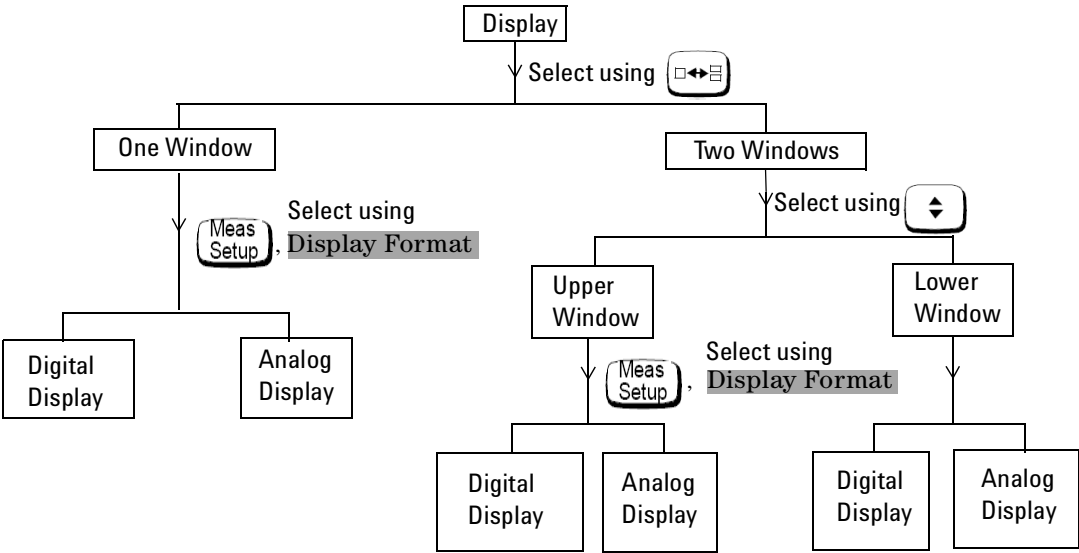 Display
Select using
One Window
Two Windows
Select using
Meas
Setup
, Display Format
Select using
Upper
Window
Lower
Window
Digital
Display
Analog
Display
Select using
Meas
Setup
, Display Format
Digital
Display
Analog
Display
Digital
Display
Analog
Display